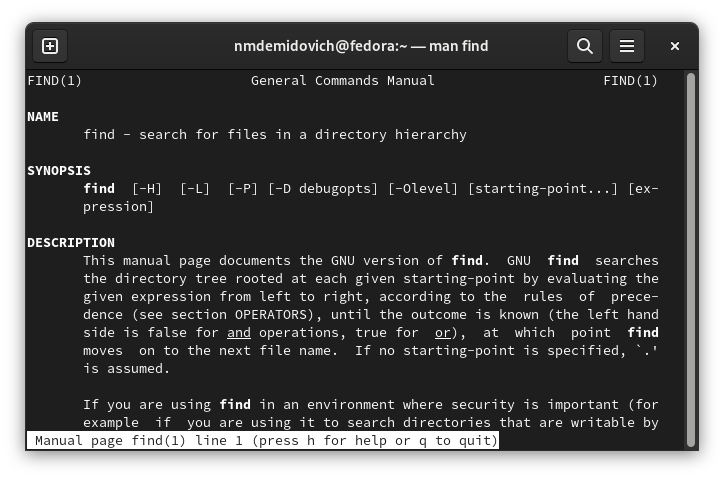 nmdemidovich@fedora:~ — man find
FIND(1) General Commands Manual FIND(1)
NAME
find - search for files in a directory hierarchy
SYNOPSIS
find [-H] [-L] [-P] [-D debugopts] [-Olevel] [starting-point...] [ex-
pression]
DESCRIPTION
This manual page documents the GNU version of find. GNU find searches
the directory tree rooted at each given starting-point by evaluating the
given expression from left to right, according to the rules of prece-
dence (see section OPERATORS), until the outcome is known (the left hand
side is false for and operations, true for or), at which point find
moves on to the next file name. If no starting-point is specified, `.'
is assumed.
If you are using find in an environment where security is important (for
example if you are using it to search directories that are writable by
Manual page find(1) line 1 (press h for help or q to quit)